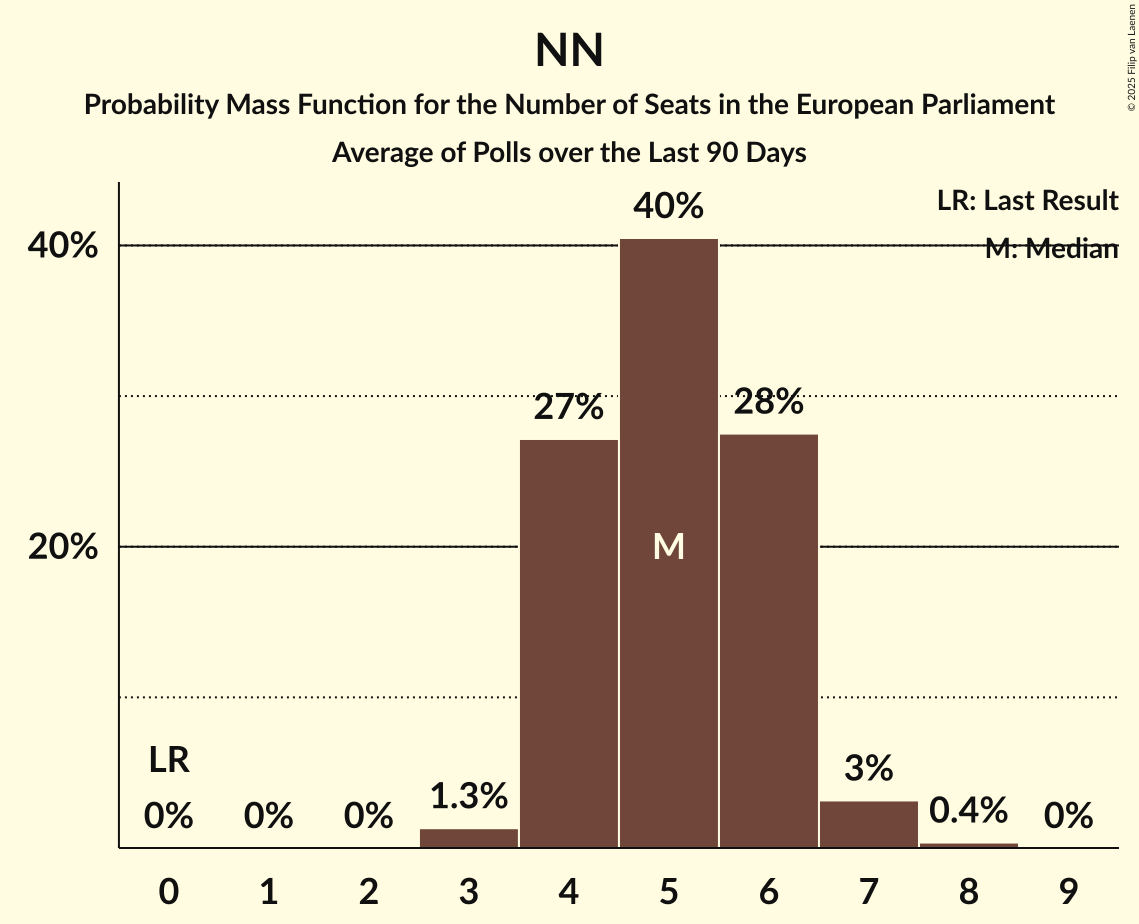 NN
Probability Mass Function for the Number of Seats in the European Parliament
Average of Polls over the Last 90 Days
© 2025 Filip van Laenen
LR: Last Result
M: Median
40%
20%
LR
0%
0%
0%
1.3%
27%
40%
M
28%
3%
0.4%
0%
0 1 2 3 4 5 6 7 8 9